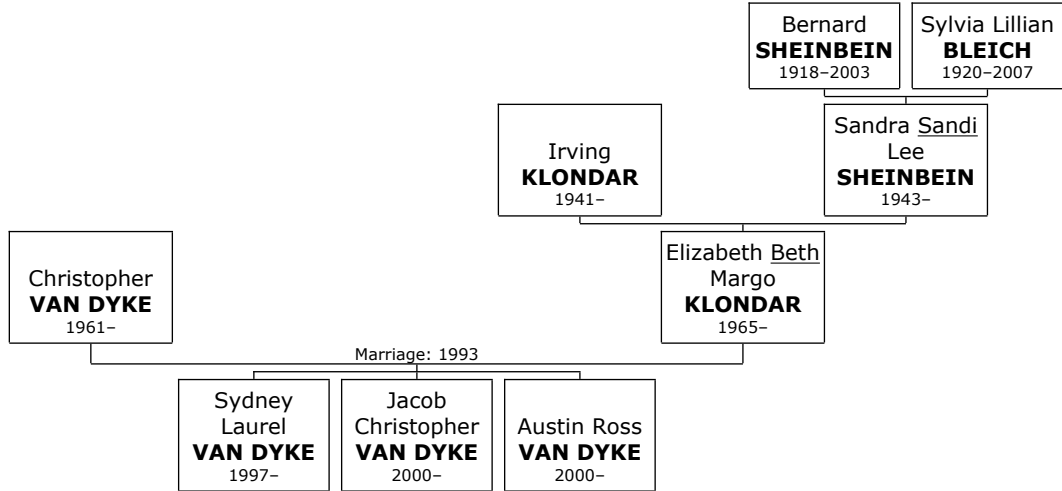 Bernard
SHEINBEIN
1918–2003
Sylvia Lillian
BLEICH
1920–2007
Irving
KLONDAR
1941–
Sandra Sandi
Lee
SHEINBEIN
1943–
Christopher
VAN DYKE
1961–
Elizabeth Beth
Margo
KLONDAR
1965–
Marriage: 1993
Sydney
Laurel
VAN DYKE
1997–
Jacob
Christopher
VAN DYKE
2000–
Austin Ross
VAN DYKE
2000–